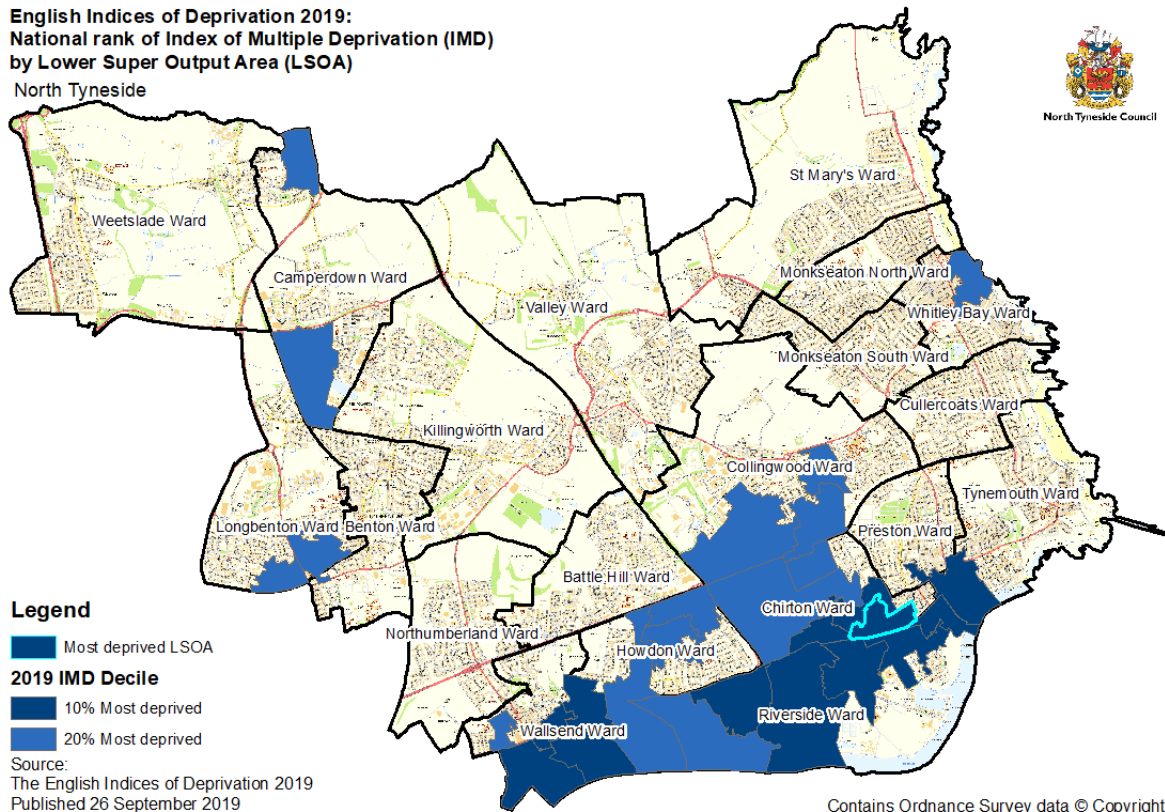 English Indices of Deprivation 2019:
National rank of Index of Multiple Deprivation (IMD)
by Lower Super Output Area (LSOA)
North Tyneside
North Tyneside Council
St Mary's Ward
Weetslade Ward
Camperdown Ward
Monkseaton North Ward
Valley Ward
Whitley Bay Ward
Monkseaton South Ward
Cullercoats Ward
Killingworth Ward
Collingwood Ward
Tynemouth Ward
Longbenton Ward
Benton Ward
Preston Ward
Battle Hill Ward
Chirton Ward
Northumberland Ward
Howdon Ward
Riverside Ward
Wallsend Ward
Legend
Most deprived LSOA
2019 IMD Decile
10% Most deprived
20% Most deprived
Source:
The English Indices of Deprivation 2019
Published 26 September 2019
Contains Ordnance Survey data © Copyright